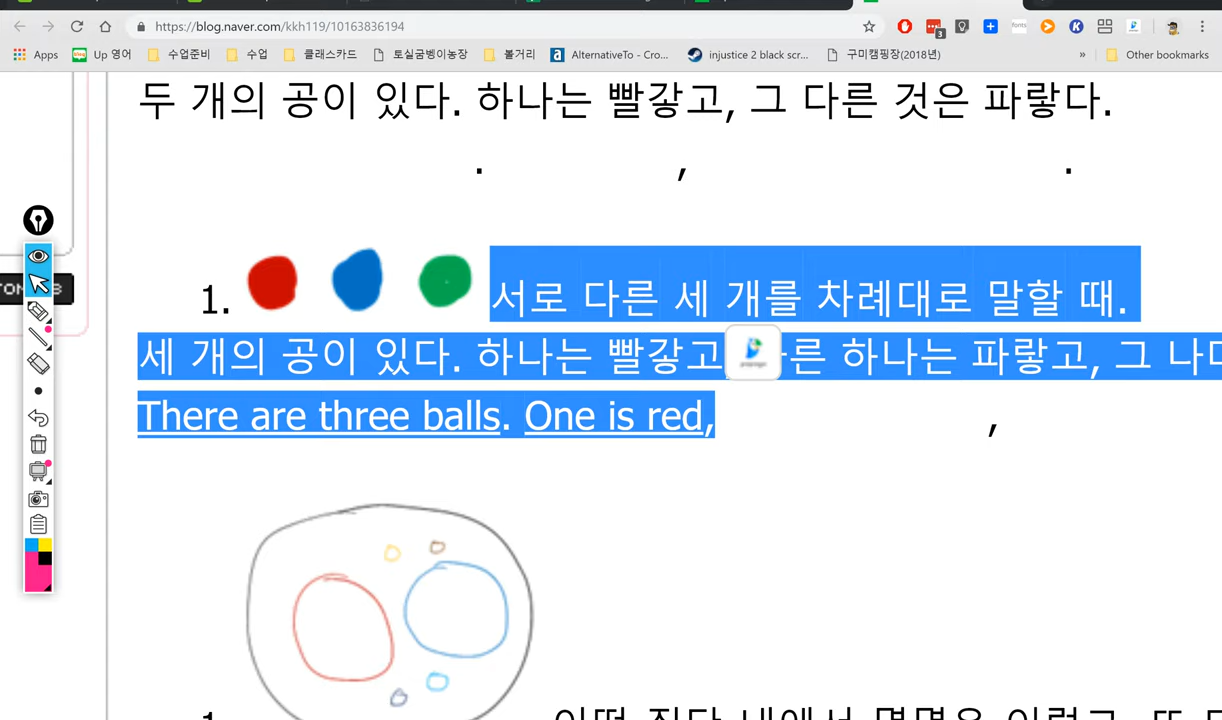 https://blog.naver.com/kkh119/10163836194
Apps Up 영어 수업준비 수업 클래스카드 토실굼벵이농장 볼거리 AlternativeTo - Cro... injustice 2 black scr... 구미캠핑장(2018년) » Other bookmarks
두 개의 공이 있다. 하나는 빨갛고, 그 다른 것은 파랗다.
. , .
1. 서로 다른 세 개를 차례대로 말할 때.
세 개의 공이 있다. 하나는 빨갛고 른 하나는 파랗고, 그 나
There are three balls. One is red, ,